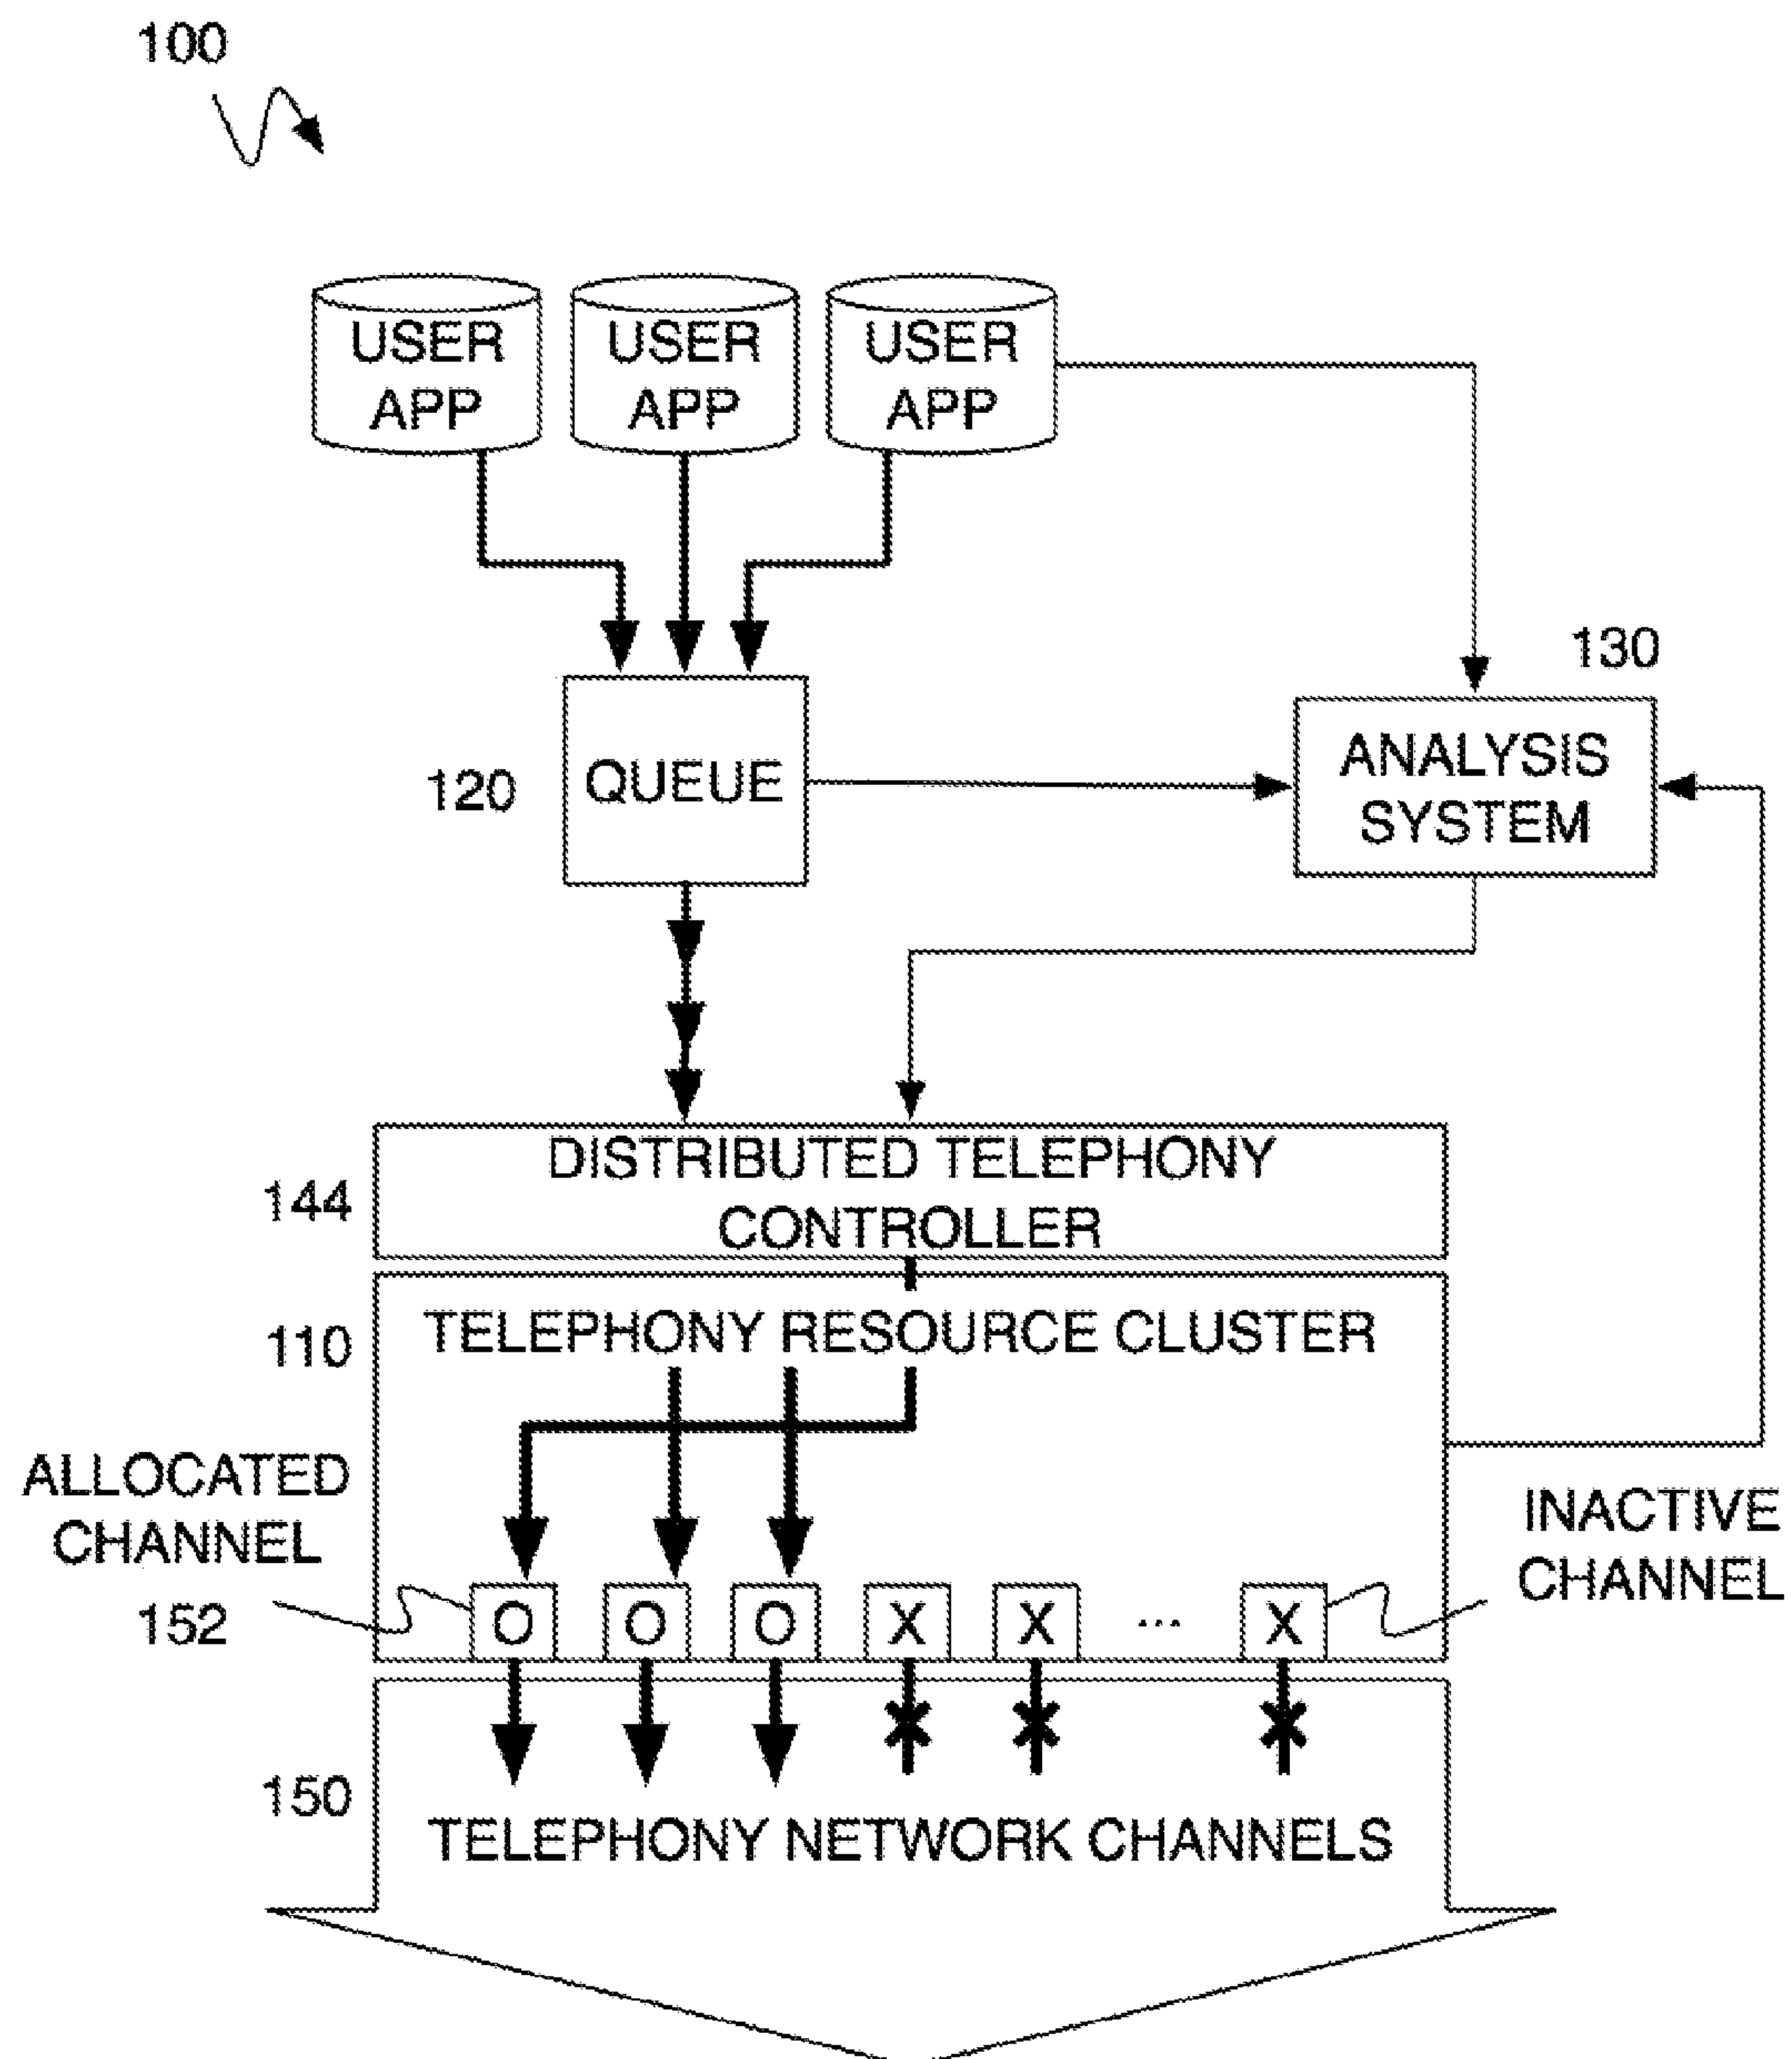 100
USER
APP
USER
APP
USER
APP
130
120
QUEUE
ANALYSIS
SYSTEM
144
DISTRIBUTED TELEPHONY
CONTROLLER
110
TELEPHONY RESOURCE CLUSTER
ALLOCATED
CHANNEL
152
INACTIVE
CHANNEL
O O O X X ... X
150
TELEPHONY NETWORK CHANNELS